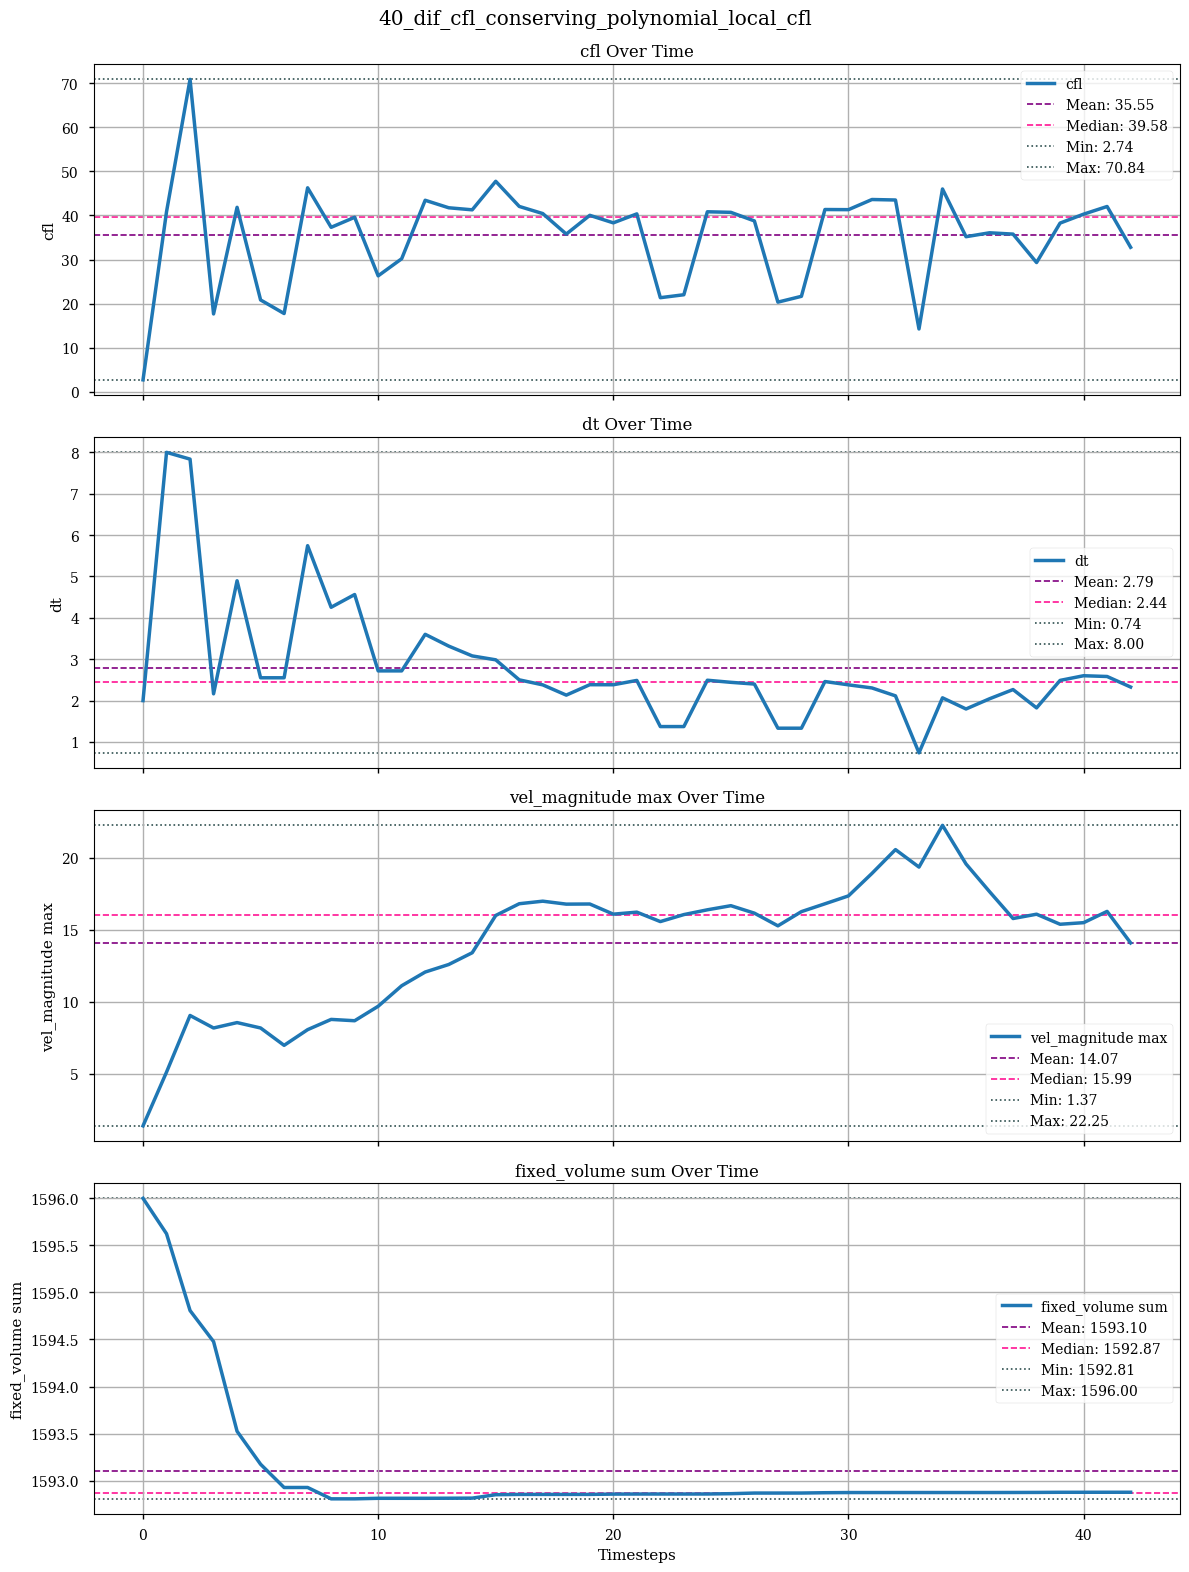 40_dif_cfl_conserving_polynomial_local_cfl
cfl Over Time
70
60
50
40
30
20
10
0
cfl
cfl
Mean: 35.55
Median: 39.58
Min: 2.74
Max: 70.84
dt Over Time
8
7
6
5
4
3
2
1
dt
dt
Mean: 2.79
Median: 2.44
Min: 0.74
Max: 8.00
vel_magnitude max Over Time
20
15
10
5
vel_magnitude max
vel_magnitude max
Mean: 14.07
Median: 15.99
Min: 1.37
Max: 22.25
fixed_volume sum Over Time
1596.0
1595.5
1595.0
1594.5
1594.0
1593.5
1593.0
fixed_volume sum
fixed_volume sum
Mean: 1593.10
Median: 1592.87
Min: 1592.81
Max: 1596.00
0 10 20 30 40
Timesteps